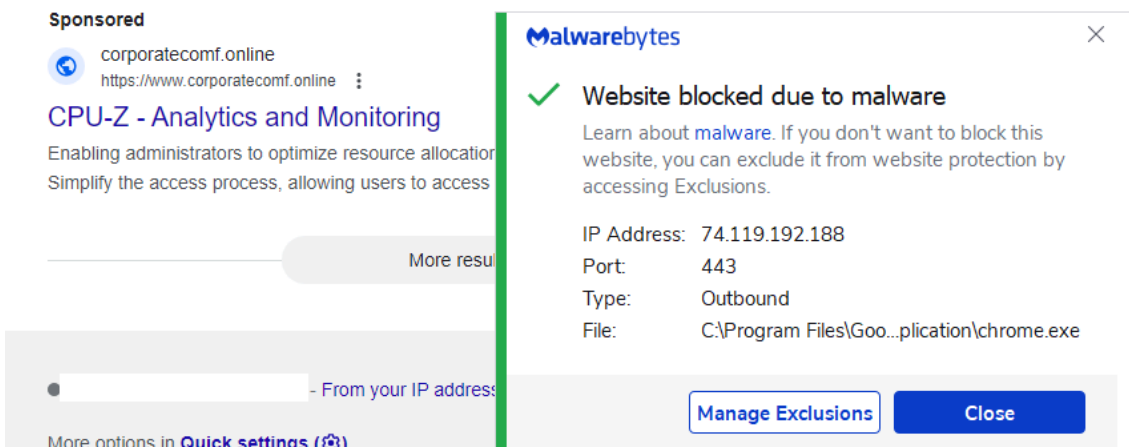 Sponsored
corporatecomf.online
https://www.corporatecomf.online
CPU-Z - Analytics and Monitoring
Enabling administrators to optimize resource allocation
Simplify the access process, allowing users to access
More resul
- From your IP address
More options in Quick settings
Malwarebytes
Website blocked due to malware
Learn about malware. If you don't want to block this
website, you can exclude it from website protection by
accessing Exclusions.
IP Address: 74.119.192.188
Port: 443
Type: Outbound
File: C:\Program Files\Goo...plication\chrome.exe
Manage Exclusions
Close